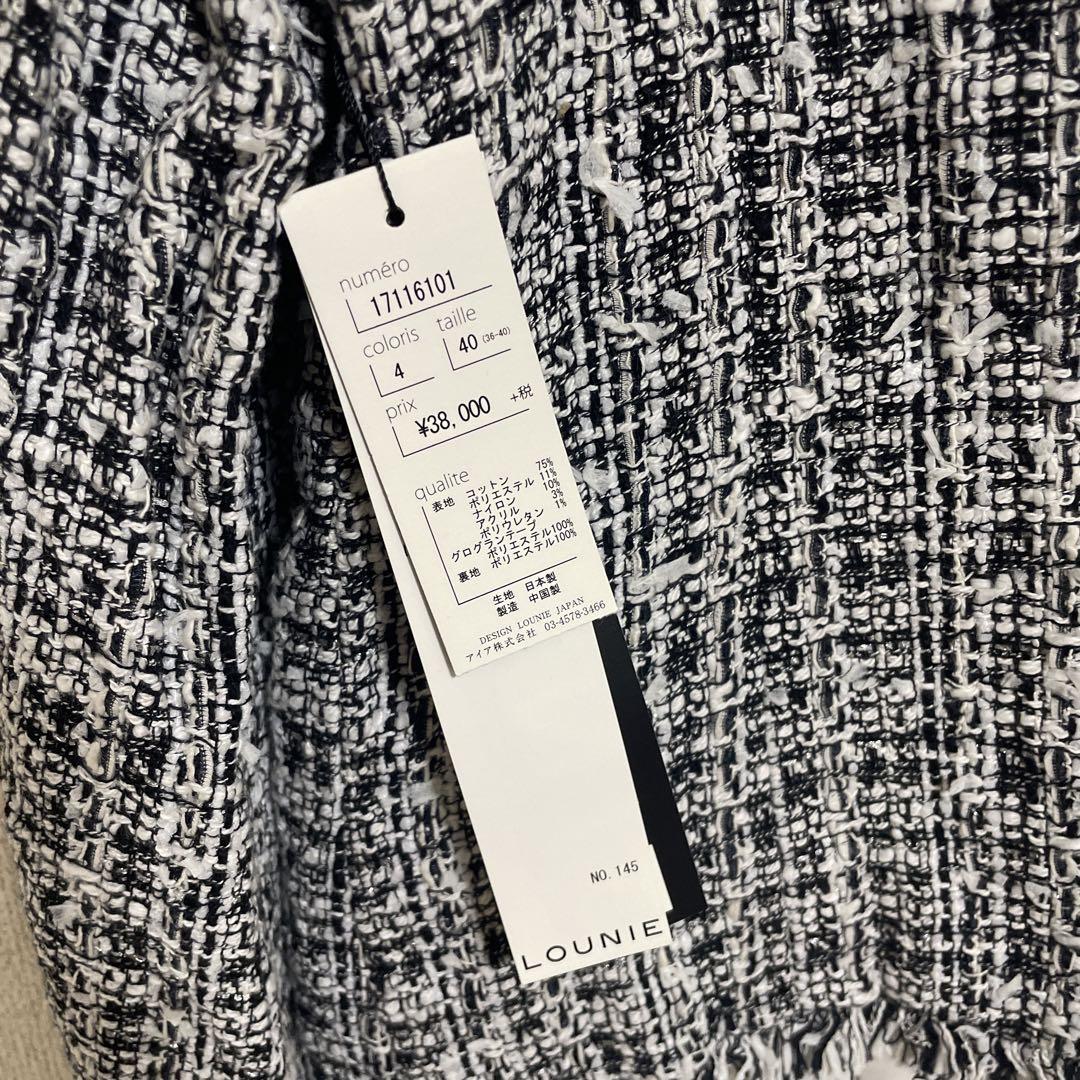 numéro
17116101
coloris taille
4 40 (36-40)
prix
¥38,000 +税
qualite
表地 コットン 75%
ポリエステル 11%
ナイロン 10%
アクリル 3%
ポリウレタン 1%
グログランテープ
ポリエステル100%
裏地 ポリエステル100%
生地 日本製
製造 中国製
DESIGN LOUNIE JAPAN
アイア株式会社 03-4578-3466
NO. 145
LOUNIE